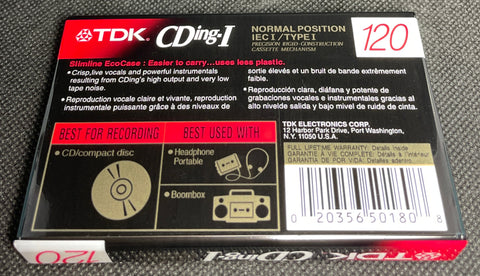 TDK CDing-I NORMAL POSITION
IEC I / TYPE I
PRECISION RIGID CONSTRUCTION
CASSETTE MECHANISM
120
Slimline EcoCase : Easier to carry...uses less plastic.
• Crisp, live vocals and powerful instrumentals
resulting from CDing's high output and very low
tape noise.
• Reproduction vocale claire et vivante, reproduction
instrumentale puissante grâce à des niveaux de
sortie élevés et un bruit de bande extrêmement
faible.
• Reproducción clara, diáfana y potente de
grabaciones vocales e instrumentales gracias al
alto nivel de salida y bajo nivel de ruido de cinta.
TDK ELECTRONICS CORP.
12 Harbor Park Drive, Port Washington,
N.Y. 11050 U.S.A.
BEST FOR RECORDING
• CD/compact disc
BEST USED WITH
• Headphone
Portable
• Boombox
FULL LIFETIME WARRANTY: Details inside
GARANTIE À VIE COMPLÈTE: Détails à l'intérieur
GARANTIA DE POR VIDA: Detalles adentro
0 20356 50180 8
120 TDK CDing-I